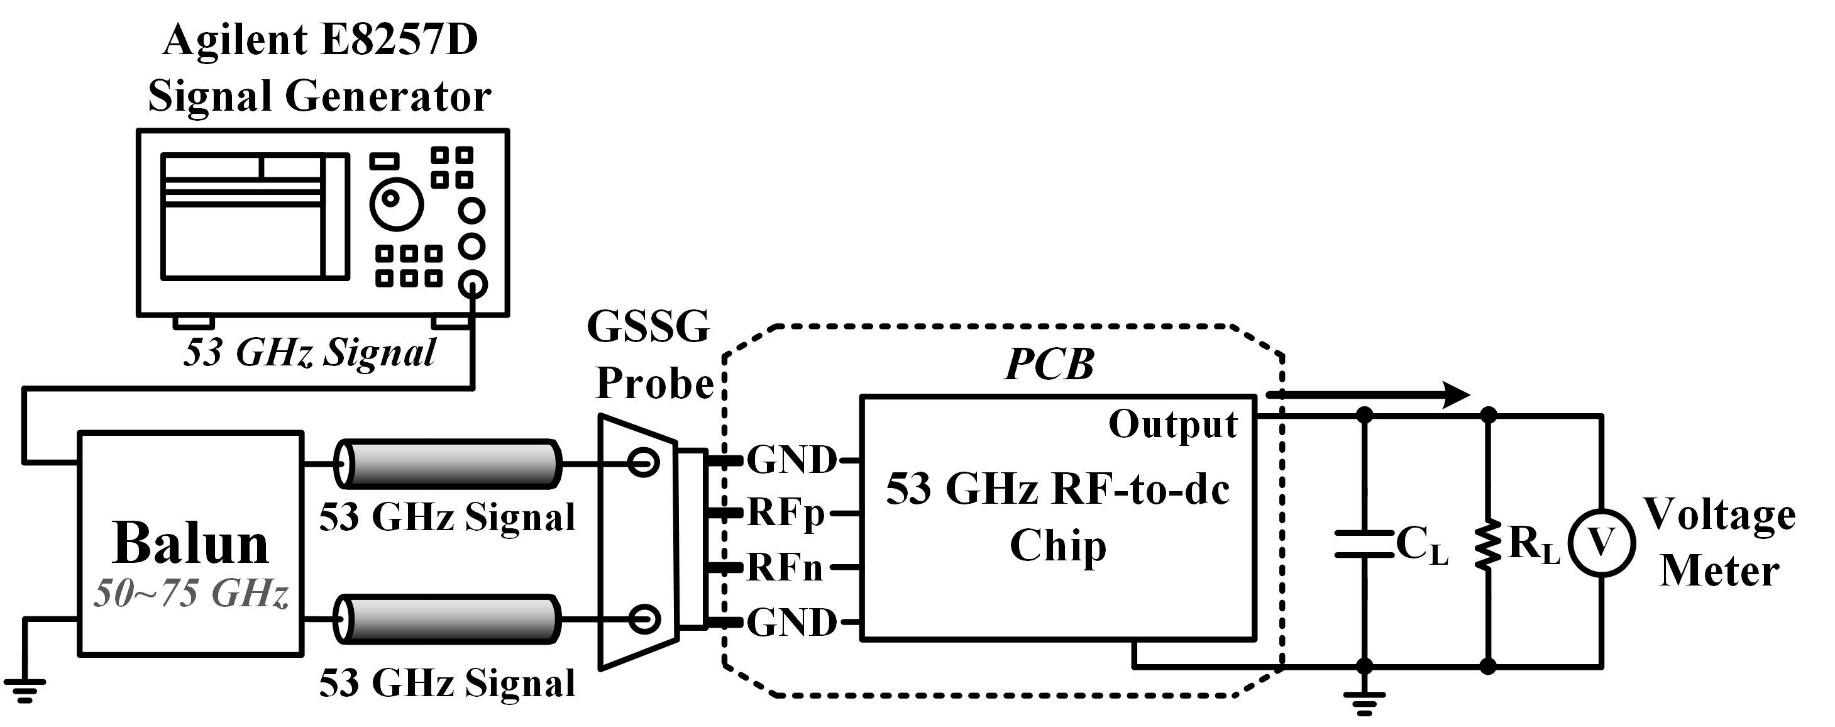 Agilent E8257D
Signal Generator
53 GHz Signal
GSSG
Probe
PCB
Output
GND
RFp
RFn
GND
53 GHz RF-to-dc
Chip
Balun
50~75 GHz
53 GHz Signal
53 GHz Signal
CL
RL
V
Voltage
Meter